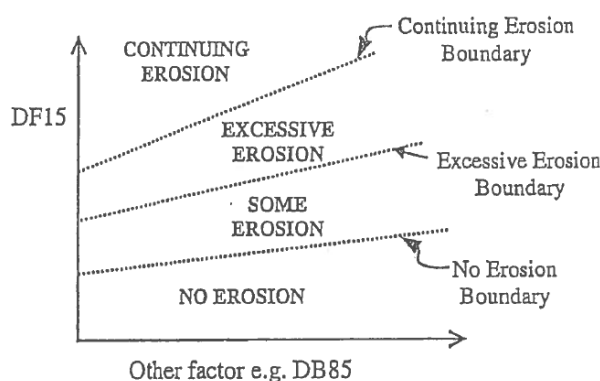 CONTINUING
EROSION
Continuing Erosion
Boundary
DF15
EXCESSIVE
EROSION
Excessive Erosion
Boundary
SOME
EROSION
NO EROSION
No Erosion
Boundary
Other factor e.g. DB85